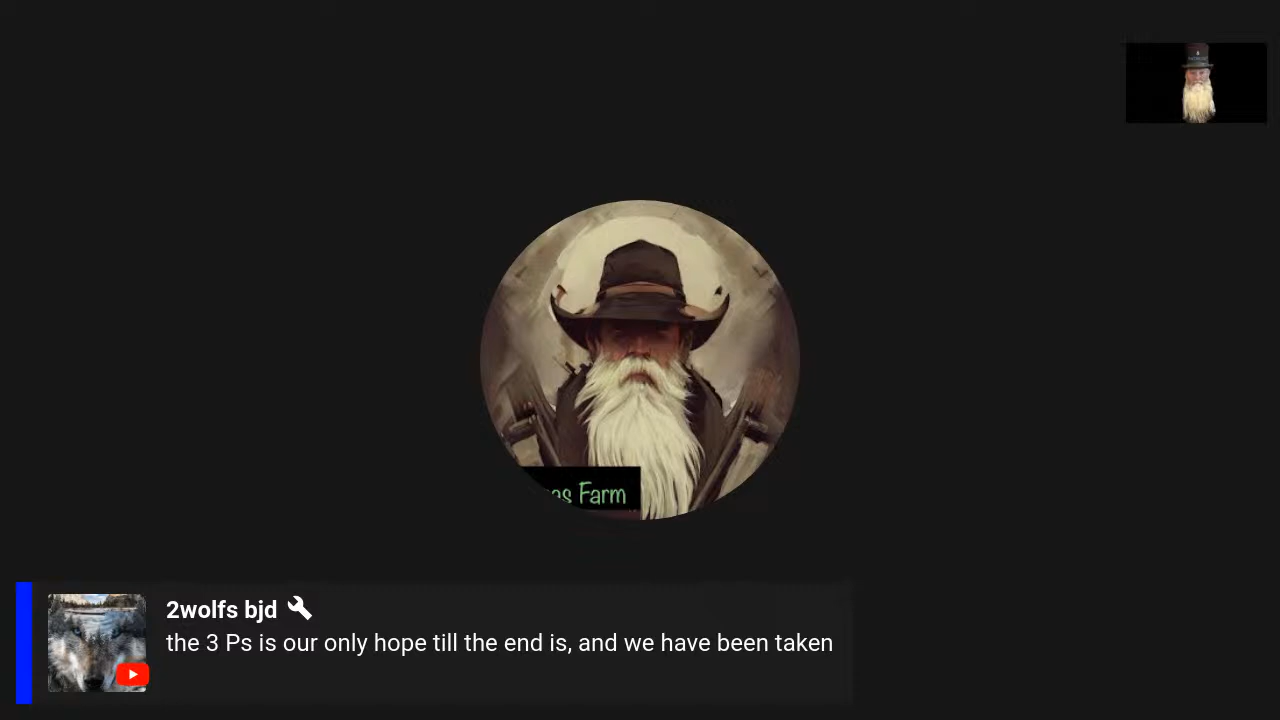 as Farm
2wolfs bjd
the 3 Ps is our only hope till the end is, and we have been taken